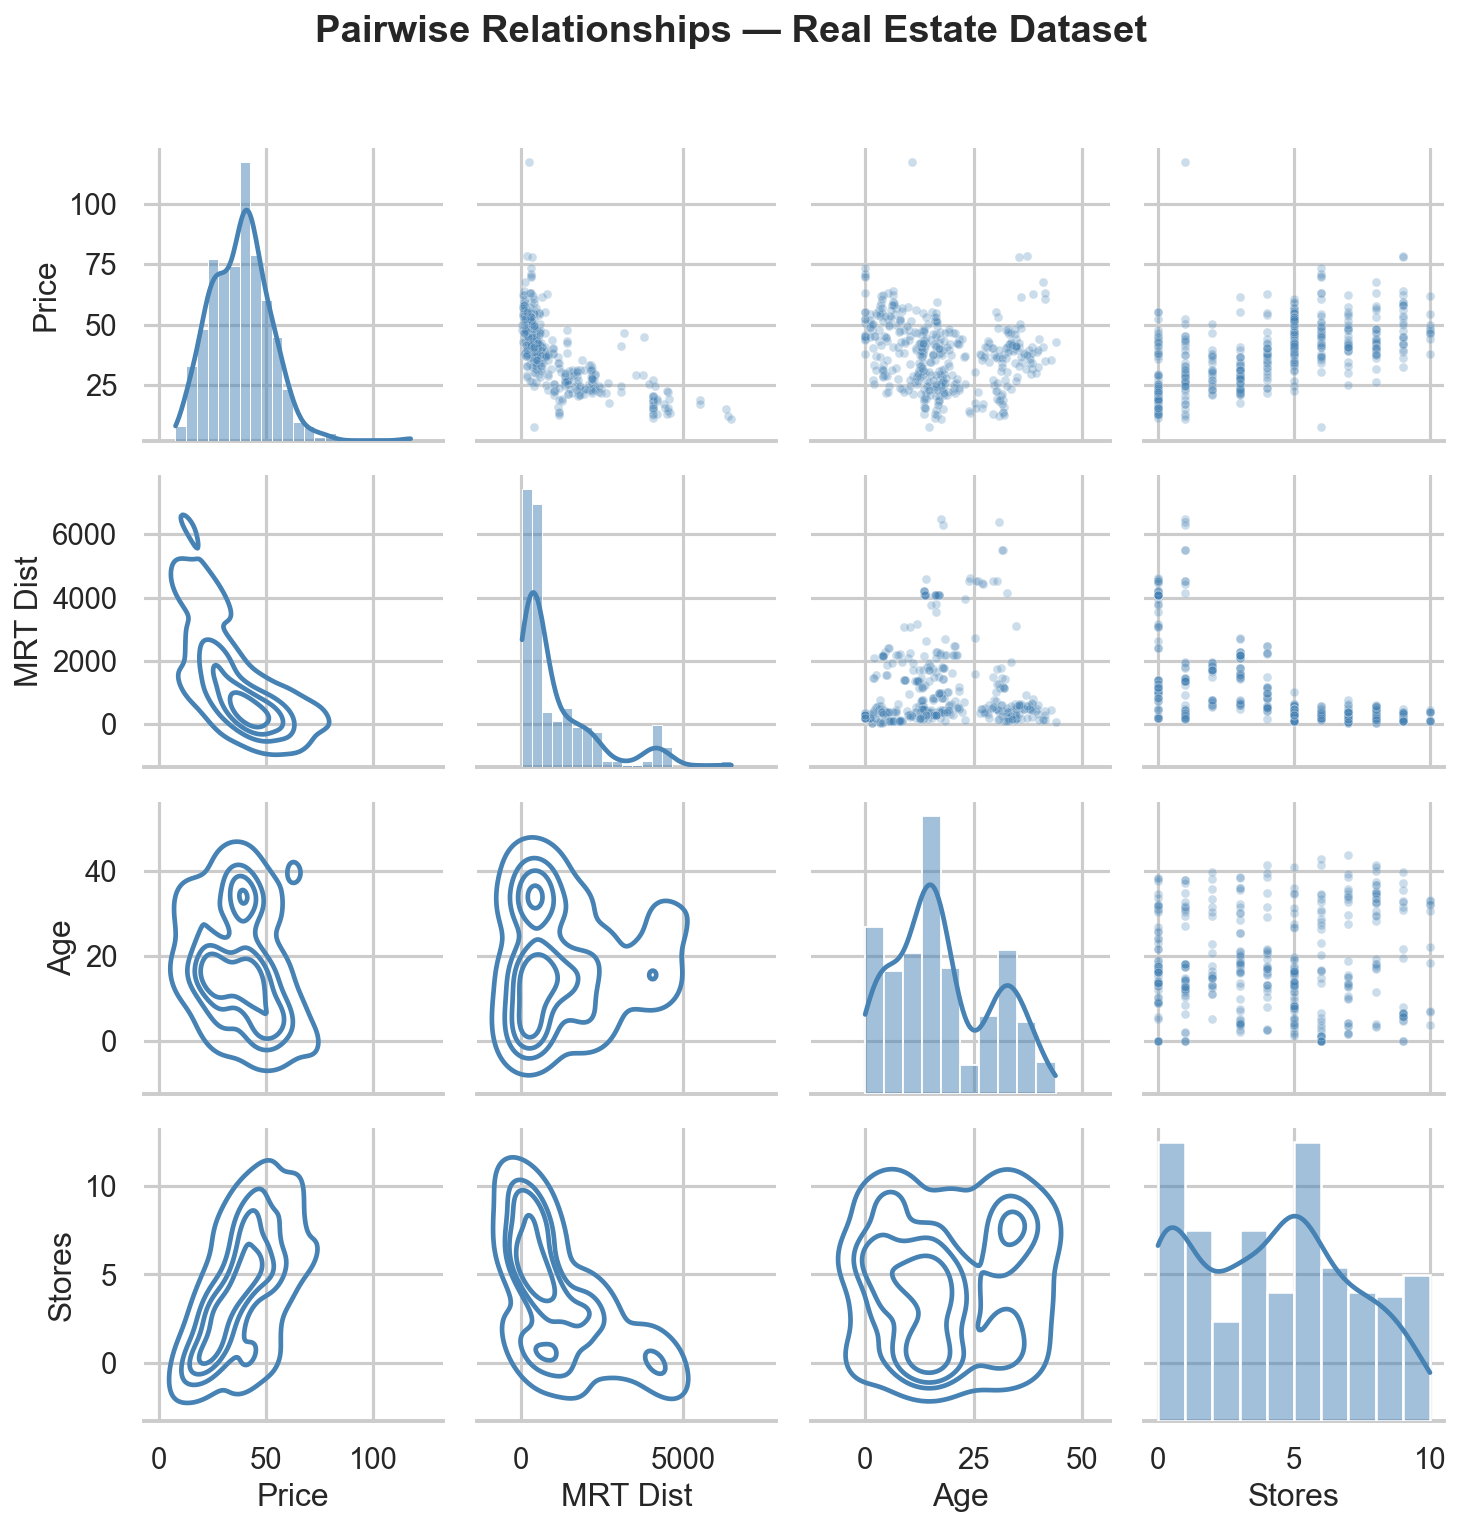 Pairwise Relationships — Real Estate Dataset
Price
100
75
50
25
MRT Dist
6000
4000
2000
0
Age
40
20
0
Stores
10
5
0
0 50 100
0 5000
0 25 50
0 5 10
Price
MRT Dist
Age
Stores